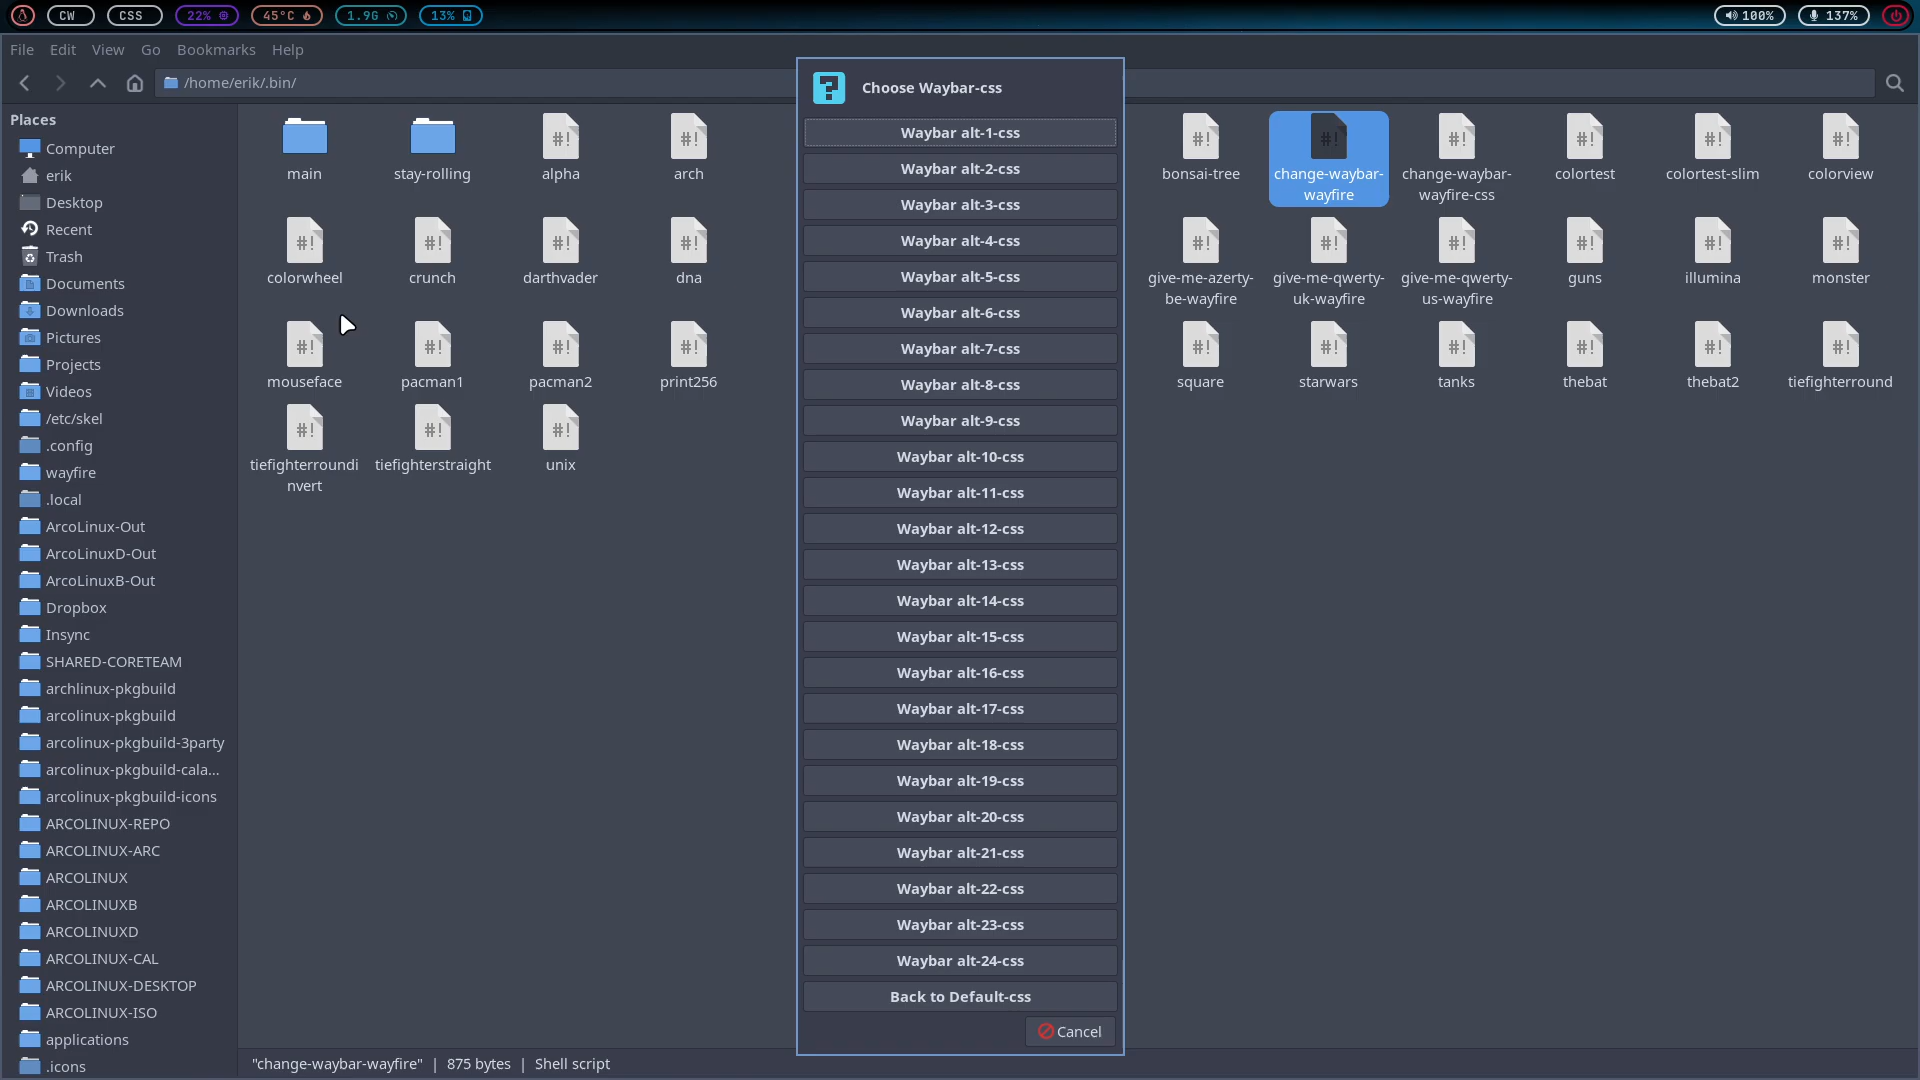 CW
CSS
22%
45°C
1.9G
13%
100%
137%
File Edit View Go Bookmarks Help
/home/erik/.bin/
Places
Computer
erik
Desktop
Recent
Trash
Documents
Downloads
Pictures
Projects
Videos
/etc/skel
.config
wayfire
.local
ArcoLinux-Out
ArcoLinuxD-Out
ArcoLinuxB-Out
Dropbox
Insync
SHARED-CORETEAM
archlinux-pkgbuild
arcolinux-pkgbuild
arcolinux-pkgbuild-3party
arcolinux-pkgbuild-cala...
arcolinux-pkgbuild-icons
ARCOLINUX-REPO
ARCOLINUX-ARC
ARCOLINUX
ARCOLINUXB
ARCOLINUXD
ARCOLINUX-CAL
ARCOLINUX-DESKTOP
ARCOLINUX-ISO
applications
.icons
main
stay-rolling
alpha
arch
bonsai-tree
change-waybar-
wayfire
change-waybar-
wayfire-css
colortest
colortest-slim
colorview
colorwheel
crunch
darthvader
dna
give-me-azerty-
be-wayfire
give-me-qwerty-
uk-wayfire
give-me-qwerty-
us-wayfire
guns
illumina
monster
mouseface
pacman1
pacman2
print256
square
starwars
tanks
thebat
thebat2
tiefighterround
tiefighterroundi
nvert
tiefighterstraight
unix
Choose Waybar-css
Waybar alt-1-css
Waybar alt-2-css
Waybar alt-3-css
Waybar alt-4-css
Waybar alt-5-css
Waybar alt-6-css
Waybar alt-7-css
Waybar alt-8-css
Waybar alt-9-css
Waybar alt-10-css
Waybar alt-11-css
Waybar alt-12-css
Waybar alt-13-css
Waybar alt-14-css
Waybar alt-15-css
Waybar alt-16-css
Waybar alt-17-css
Waybar alt-18-css
Waybar alt-19-css
Waybar alt-20-css
Waybar alt-21-css
Waybar alt-22-css
Waybar alt-23-css
Waybar alt-24-css
Back to Default-css
Cancel
"change-waybar-wayfire" | 875 bytes | Shell script